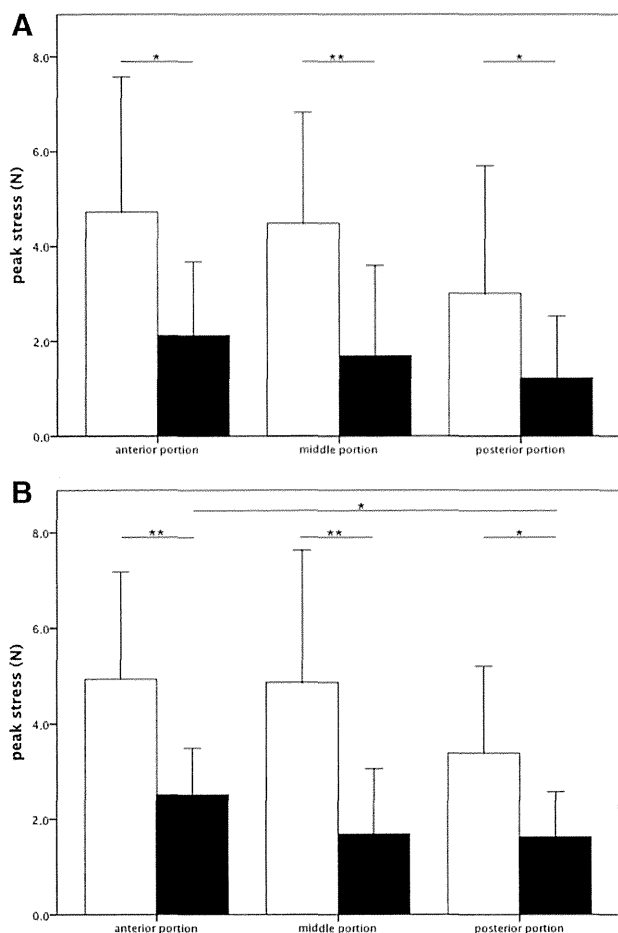 A
peak stress (N)
8.0
6.0
4.0
2.0
0.0
* ** *
anterior portion middle portion posterior portion
B
peak stress (N)
8.0
6.0
4.0
2.0
0.0
*
** ** *
anterior portion middle portion posterior portion